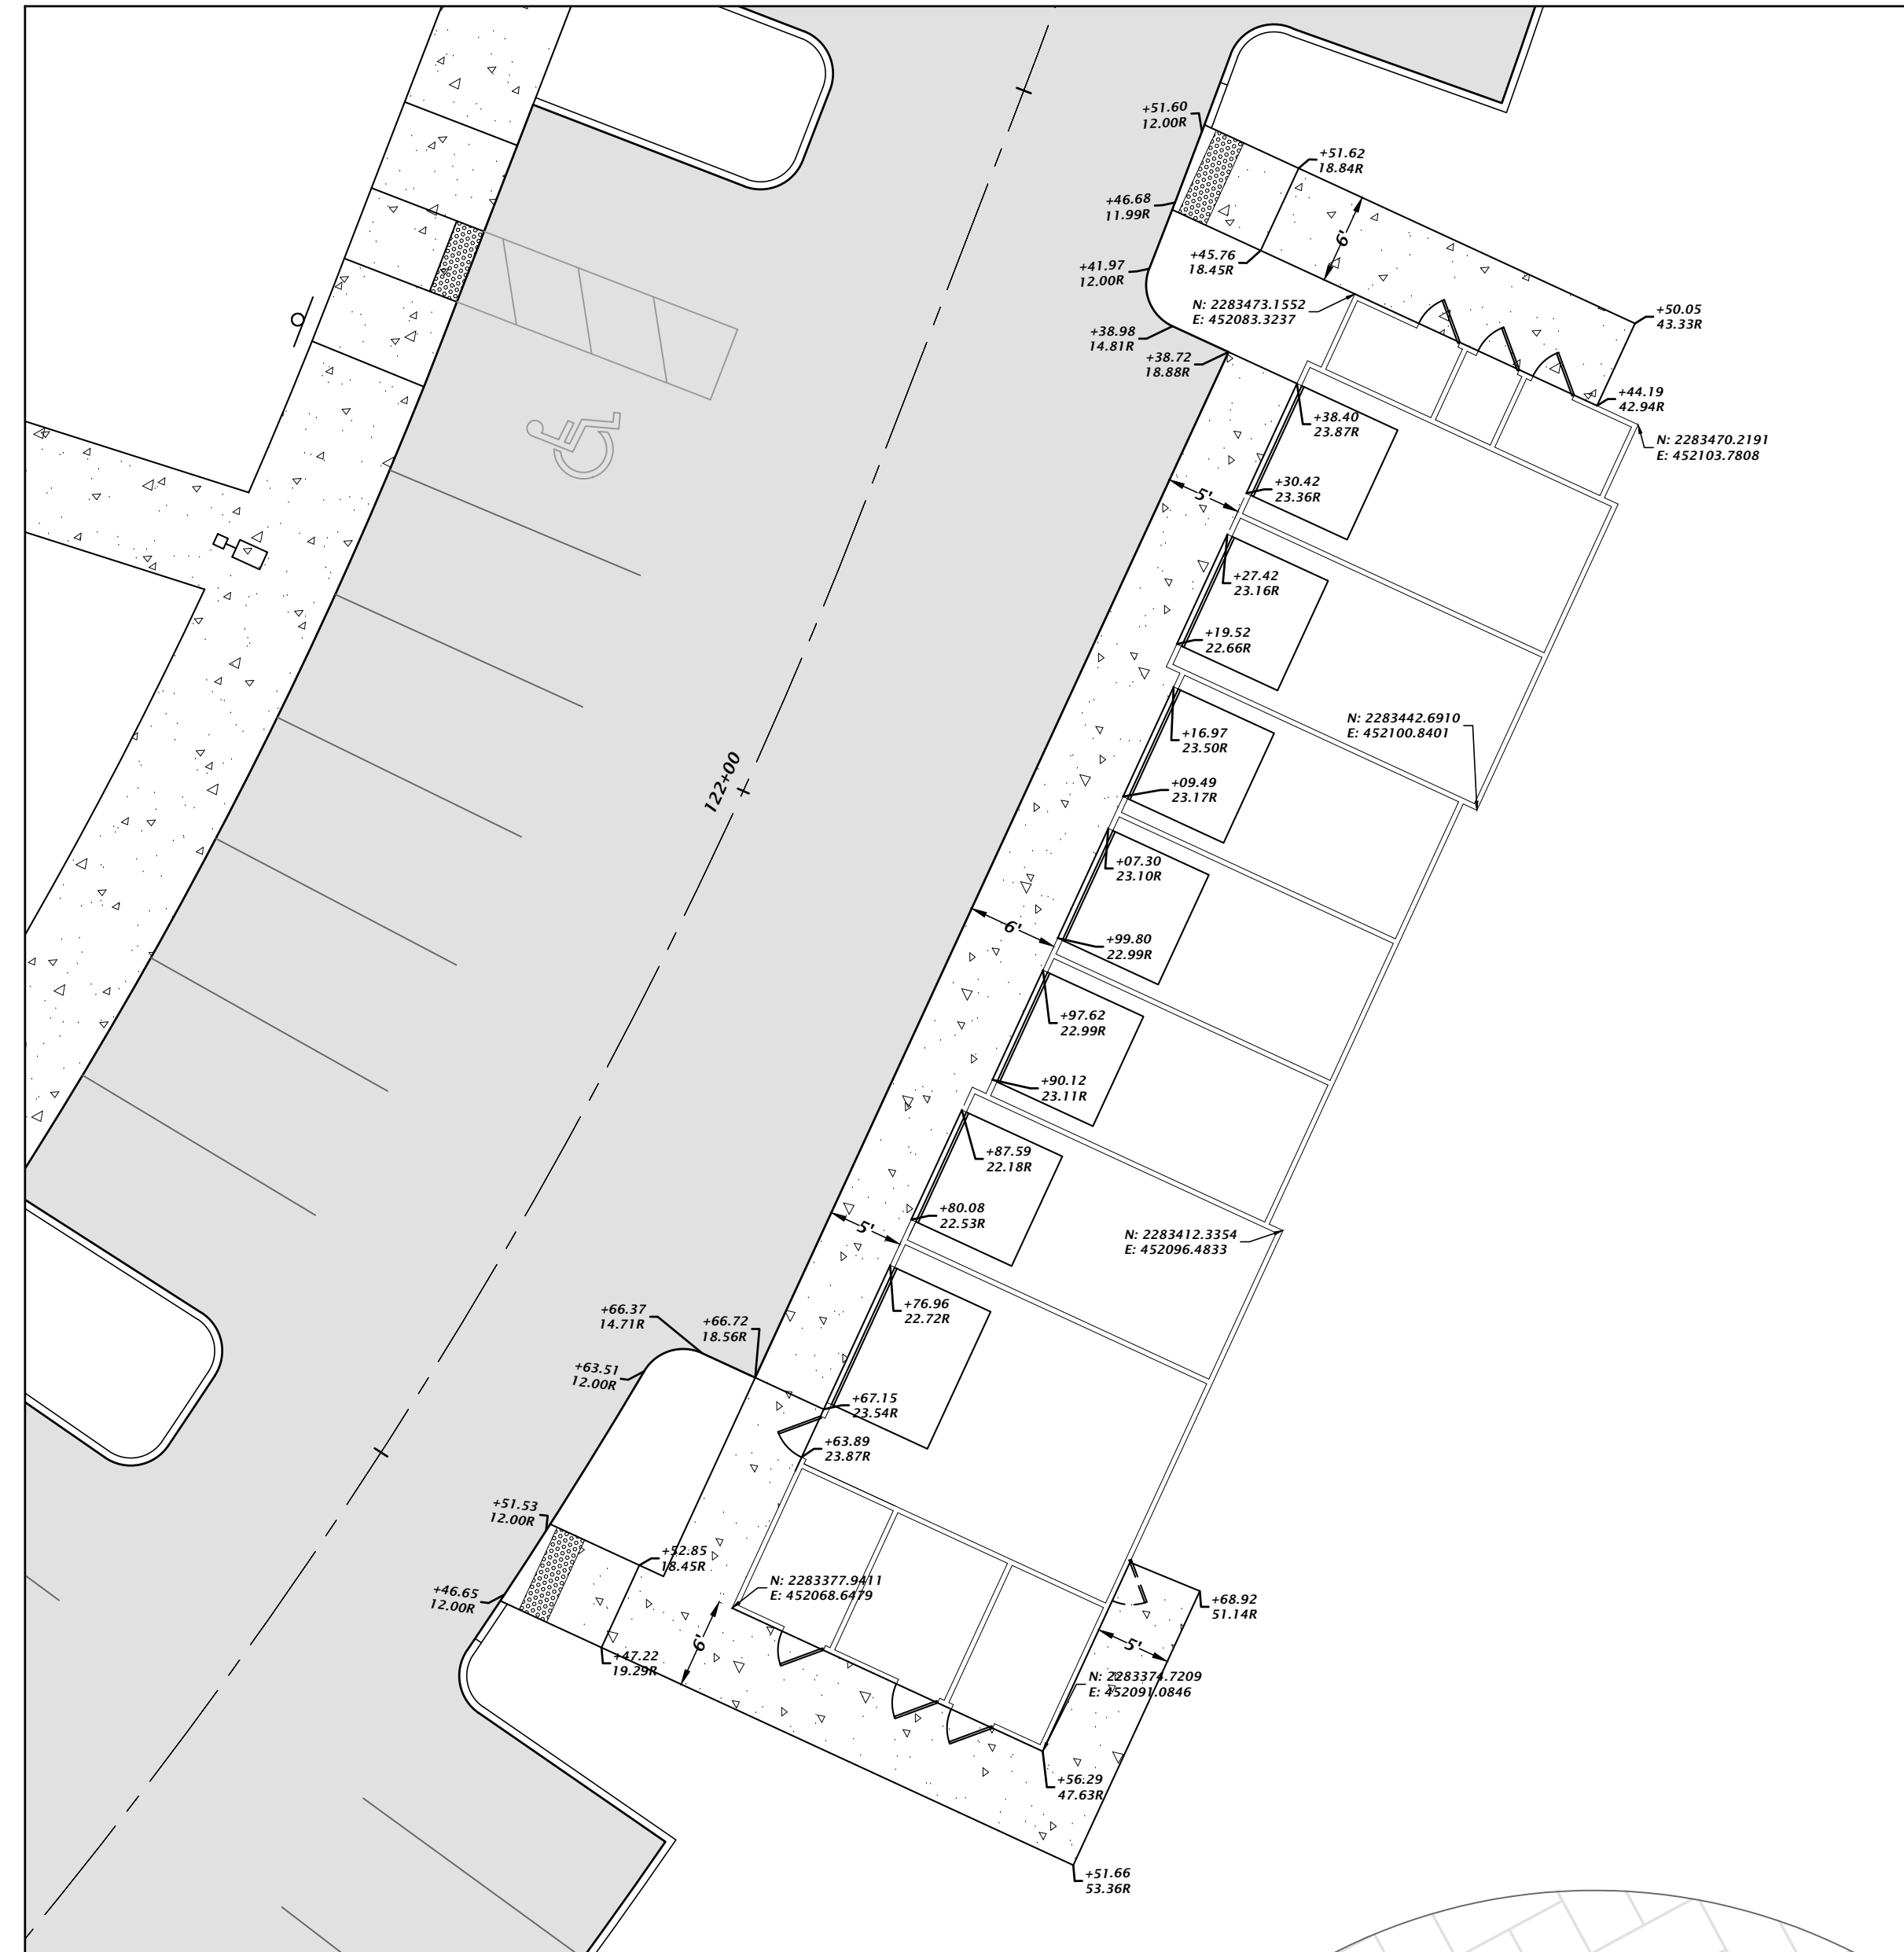 +51.60
12.00R
+51.62
18.84R
+46.68
11.99R
6'
+45.76
18.45R
+41.97
12.00R
N: 2283473.1552
E: 452083.3237
+50.05
43.33R
+38.98
14.81R
+38.72
18.88R
+44.19
42.94R
+38.40
23.87R
N: 2283470.2191
E: 452103.7808
+30.42
23.36R
5'
+27.42
23.16R
+19.52
22.66R
N: 2283442.6910
E: 452100.8401
+16.97
23.50R
122+00
+09.49
23.17R
+07.30
23.10R
6'
+99.80
22.99R
+97.62
22.99R
+90.12
23.11R
+87.59
22.18R
+80.08
22.53R
5'
N: 2283412.3354
E: 452096.4833
+76.96
22.72R
+66.37
14.71R
+66.72
18.56R
+63.51
12.00R
+67.15
23.54R
+63.89
23.87R
+51.53
12.00R
+52.85
18.45R
+46.65
12.00R
N: 2283377.9411
E: 452068.6479
+68.92
51.14R
6'
5'
+47.22
19.29R
N: 2283374.7209
E: 452091.0846
+56.29
47.63R
+51.66
53.36R